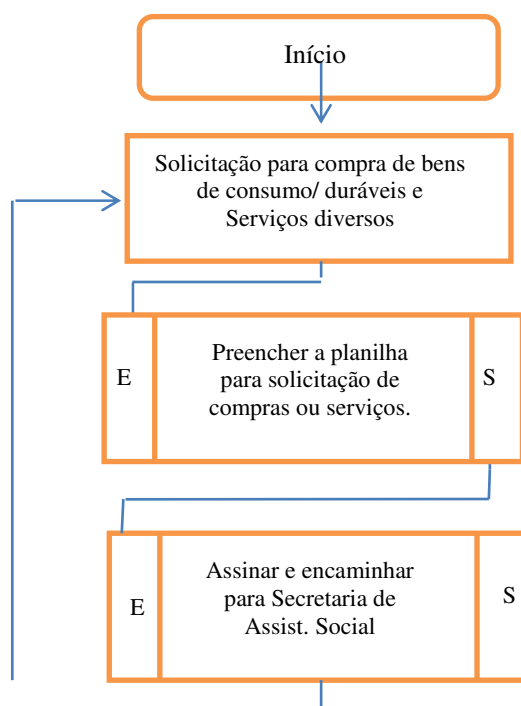 Início
Solicitação para compra de bens
de consumo/ duráveis e
Serviços diversos
E
Preencher a planilha
para solicitação de
compras ou serviços.
S
E
Assinar e encaminhar
para Secretaria de
Assist. Social
S